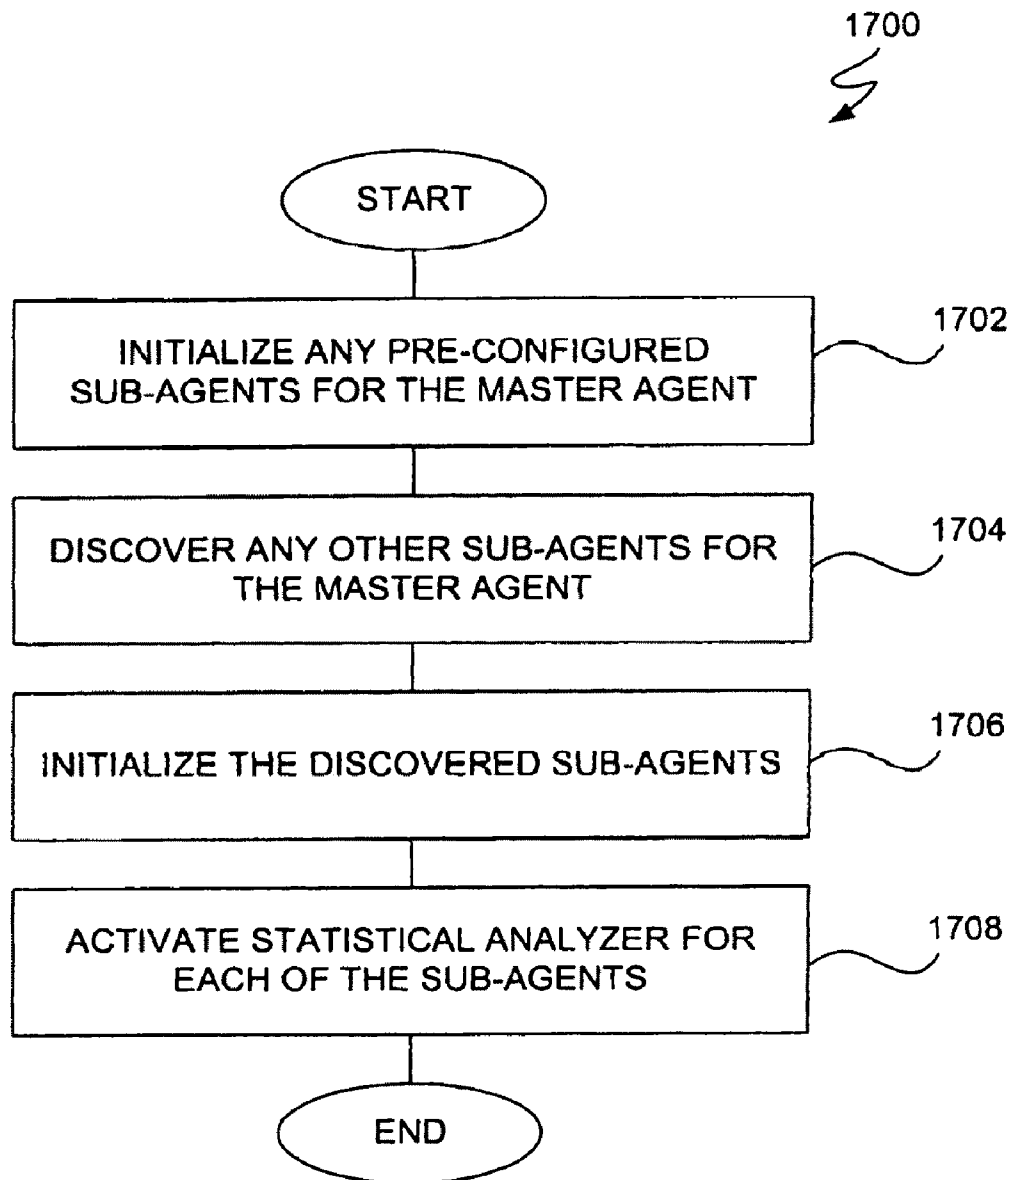 1700
START
INITIALIZE ANY PRE-CONFIGURED
SUB-AGENTS FOR THE MASTER AGENT
1702
DISCOVER ANY OTHER SUB-AGENTS FOR
THE MASTER AGENT
1704
INITIALIZE THE DISCOVERED SUB-AGENTS
1706
ACTIVATE STATISTICAL ANALYZER FOR
EACH OF THE SUB-AGENTS
1708
END